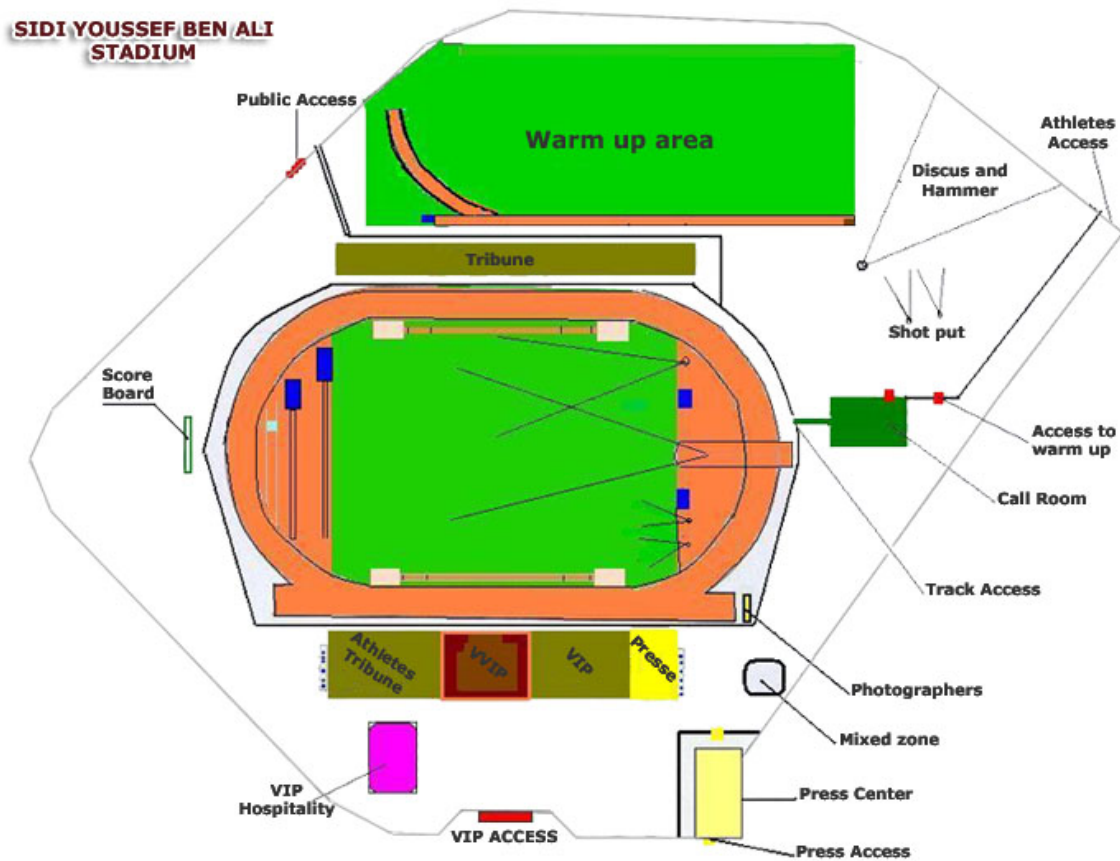 SIDI YOUSSEF BEN ALI
STADIUM
Public Access
Warm up area
Athletes
Access
Discus and
Hammer
Tribune
Shot put
Score
Board
Access to
warm up
Call Room
Track Access
Athletes
Tribune
VVIP
VIP
Presse
Photographers
Mixed zone
VIP
Hospitality
Press Center
VIP ACCESS
Press Access